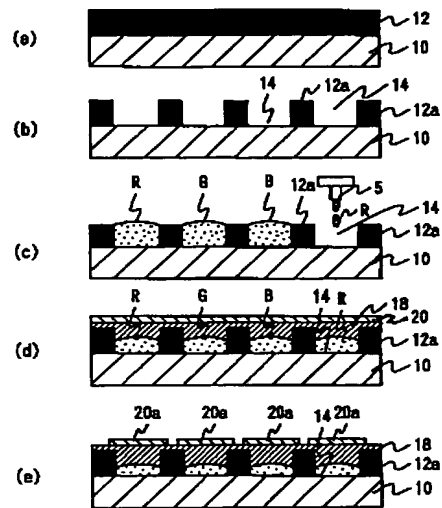 (a) 12
10
14 12a 14
(b) 12a
10
R G B 12a 5
R
14
(c) 12a
10
R G B 14 R 18
20
(d) 12a
10
20a 20a 20a 14 20a
18
(e) 12a
10